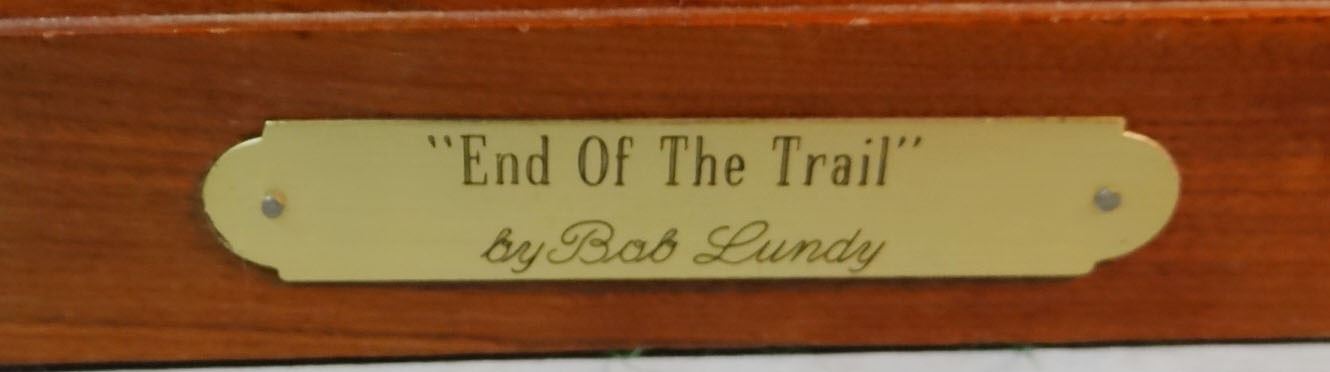 "End Of The Trail"
by Bob Lundy